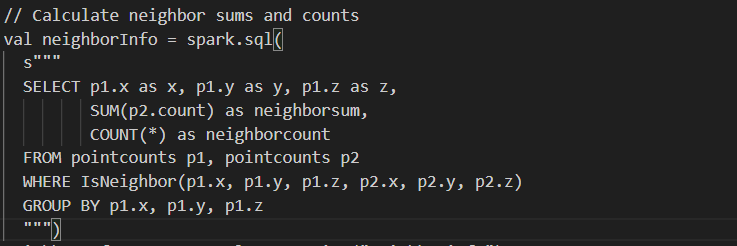 // Calculate neighbor sums and counts
val neighborInfo = spark.sql(
s"""
SELECT p1.x as x, p1.y as y, p1.z as z,
SUM(p2.count) as neighborsum,
COUNT(*) as neighborcount
FROM pointcounts p1, pointcounts p2
WHERE IsNeighbor(p1.x, p1.y, p1.z, p2.x, p2.y, p2.z)
GROUP BY p1.x, p1.y, p1.z
""")